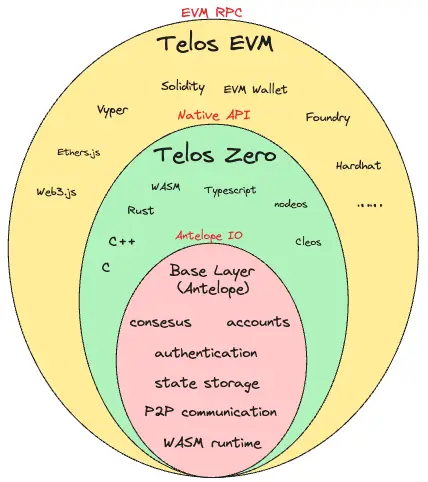 EVM RPC
Telos EVM
Solidity
EVM Wallet
Vyper
Native API
Foundry
Ethers.js
Telos Zero
Hardhat
Web3.js
WASM
Typescript
Rust
nodeos
......
C++
Antelope IO
Cleos
C
Base Layer
(Antelope)
consesus
accounts
authentication
state storage
P2P communication
WASM runtime